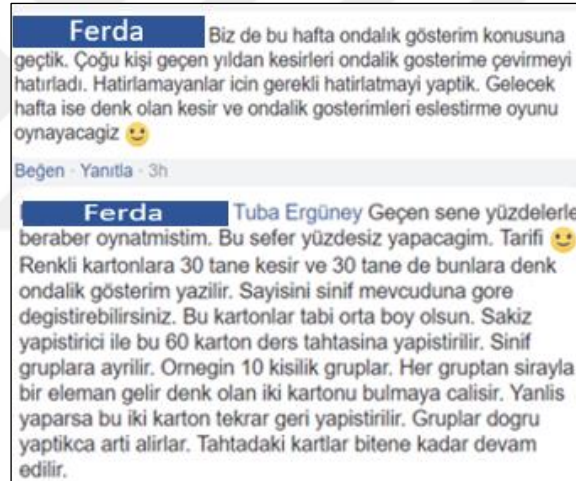 Ferda Biz de bu hafta ondalık gösterim konusuna
geçtik. Çoğu kişi geçen yıldan kesirleri ondalik gosterime çevirmeyi
hatırladı. Hatirlamayanlar icin gerekli hatirlatmayi yaptik. Gelecek
hafta ise denk olan kesir ve ondalik gosterimleri eslestirme oyunu
oynayacagiz
Beğen · Yanıtla · 3h
Ferda Tuba Ergüney Geçen sene yüzdelerle
beraber oynatmistim. Bu sefer yüzdesiz yapacagim. Tarifi
Renkli kartonlara 30 tane kesir ve 30 tane de bunlara denk
ondalik gösterim yazilir. Sayisini sinif mevcuduna gore
degistirebilirsiniz. Bu kartonlar tabi orta boy olsun. Sakiz
yapistirici ile bu 60 karton ders tahtasina yapistirilir. Sinif
gruplara ayrilir. Ornegin 10 kisilik gruplar. Her gruptan sirayla
bir eleman gelir denk olan iki kartonu bulmaya calisir. Yanlis
yaparsa bu iki karton tekrar geri yapistirilir. Gruplar dogru
yaptikca arti alirlar. Tahtadaki kartlar bitene kadar devam
edilir.